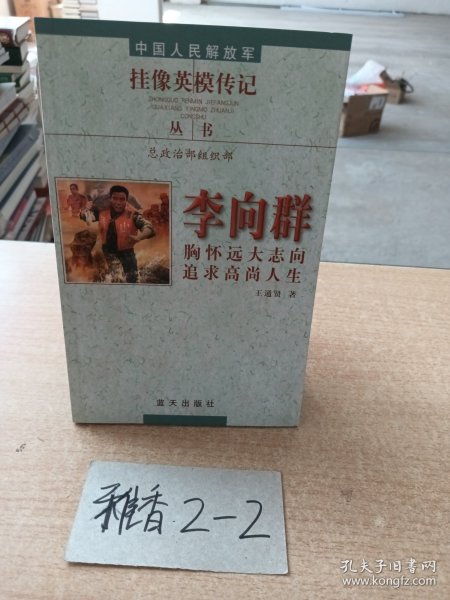 中国人民解放军
挂像英模传记
ZHONGGUO RENMIN JIEFANGJUN
GUAXIANG YINGMO ZHUANJI
CONGSHU
丛书
总政治部组织部
李向群
胸怀远大志向
追求高尚人生
王通贤 著
蓝天出版社
雅香 2-2
孔夫子旧书网
www.kongfz.com